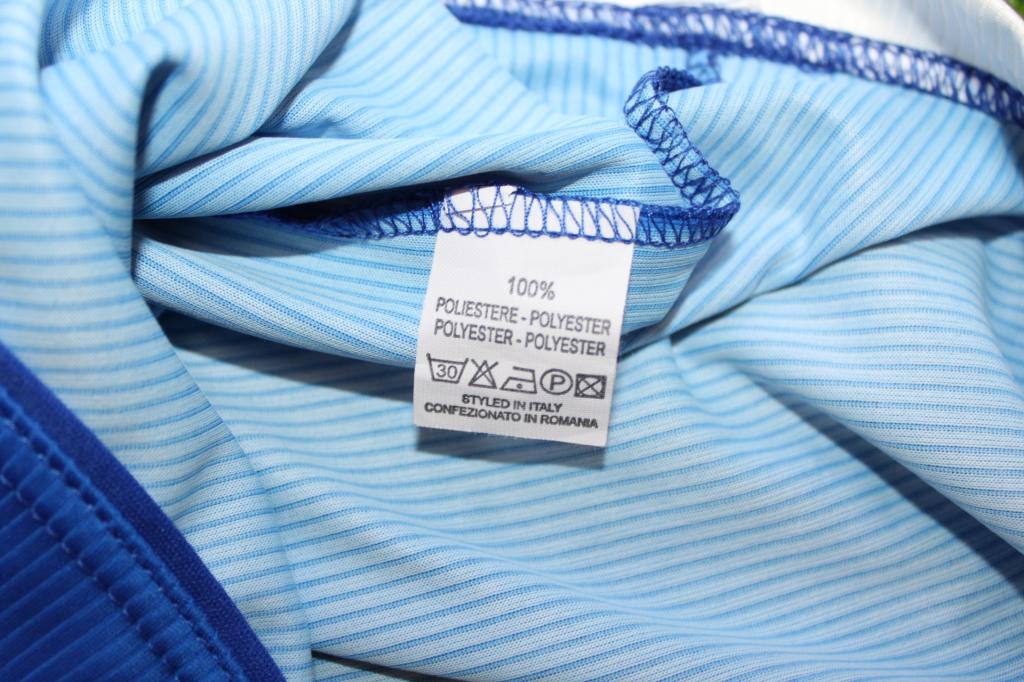 100%
POLIESTERE - POLYESTER
POLYESTER - POLYESTER
30 P
STYLED IN ITALY
CONFEZIONATO IN ROMANIA